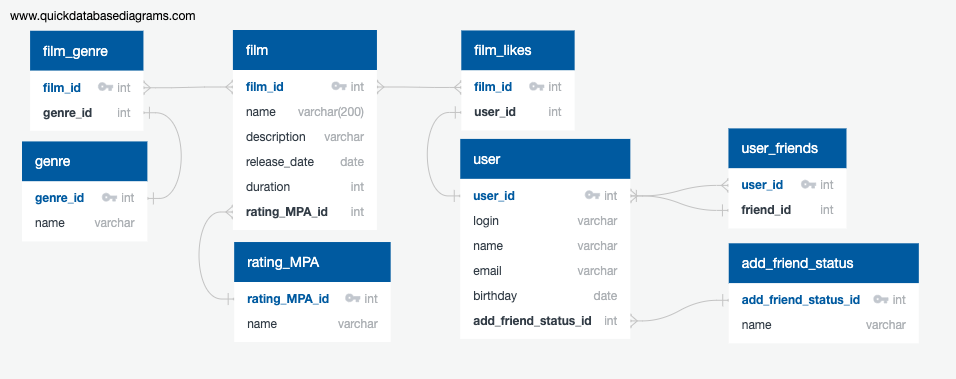 www.quickdatabasediagrams.com
film_genre
film_id int
genre_id int
genre
genre_id int
name varchar
film
film_id int
name varchar(200)
description varchar
release_date date
duration int
rating_MPA_id int
rating_MPA
rating_MPA_id int
name varchar
film_likes
film_id int
user_id int
user
user_id int
login varchar
name varchar
email varchar
birthday date
add_friend_status_id int
user_friends
user_id int
friend_id int
add_friend_status
add_friend_status_id int
name varchar